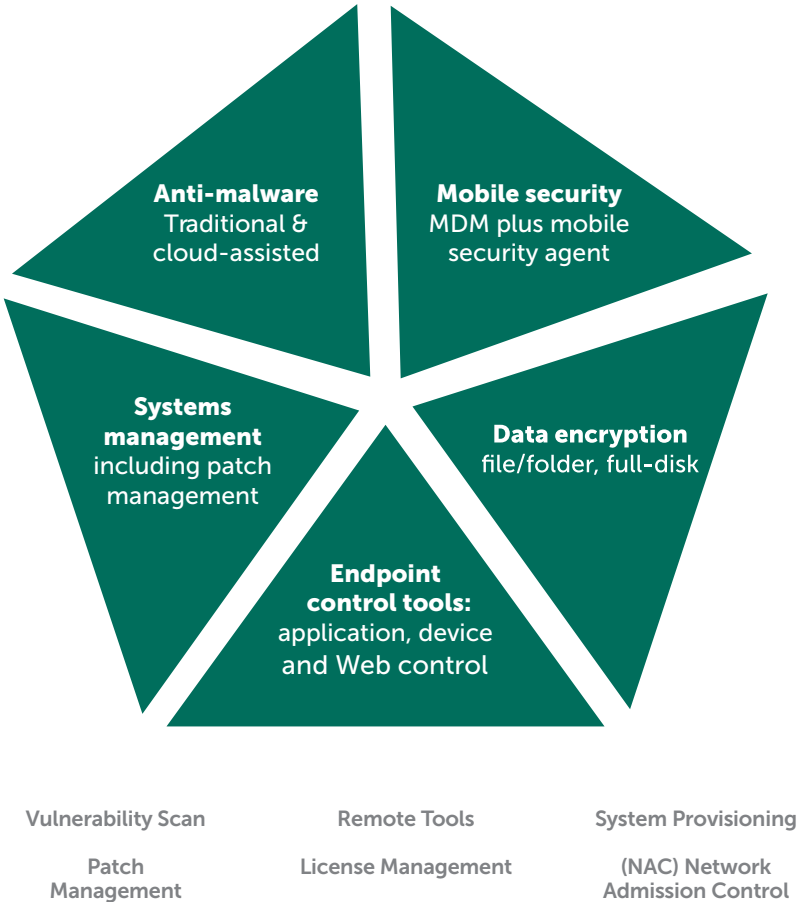 Anti-malware
Traditional &
cloud-assisted
Mobile security
MDM plus mobile
security agent
Systems
management
including patch
management
Data encryption
file/folder, full-disk
Endpoint
control tools:
application, device
and Web control
Vulnerability Scan
Remote Tools
System Provisioning
Patch
Management
License Management
(NAC) Network
Admission Control